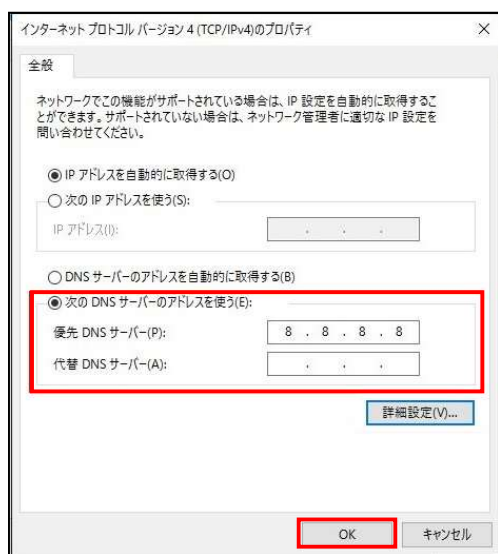 インターネット プロトコル バージョン 4 (TCP/IPv4)のプロパティ
全般
ネットワークでこの機能がサポートされている場合は、IP 設定を自動的に取得するこ
とができます。サポートされていない場合は、ネットワーク管理者に適切な IP 設定を
問い合わせてください。
IP アドレスを自動的に取得する(O)
次の IP アドレスを使う(S):
IP アドレス(I): . . .
DNS サーバーのアドレスを自動的に取得する(B)
次の DNS サーバーのアドレスを使う(E):
優先 DNS サーバー(P): 8 . 8 . 8 . 8
代替 DNS サーバー(A): . . .
詳細設定(V)...
OK キャンセル